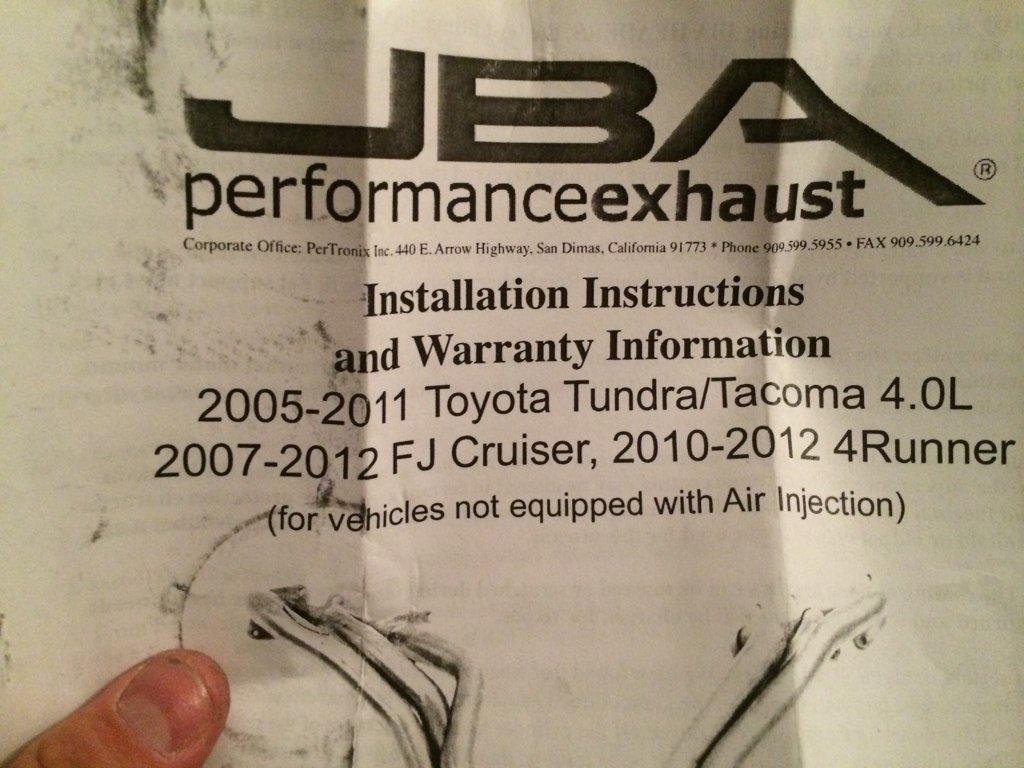 JBA®
performanceexhaust
Corporate Office: PerTronix Inc. 440 E. Arrow Highway, San Dimas, California 91773 * Phone 909.599.5955 • FAX 909.599.6424
Installation Instructions
and Warranty Information
2005-2011 Toyota Tundra/Tacoma 4.0L
2007-2012 FJ Cruiser, 2010-2012 4Runner
(for vehicles not equipped with Air Injection)